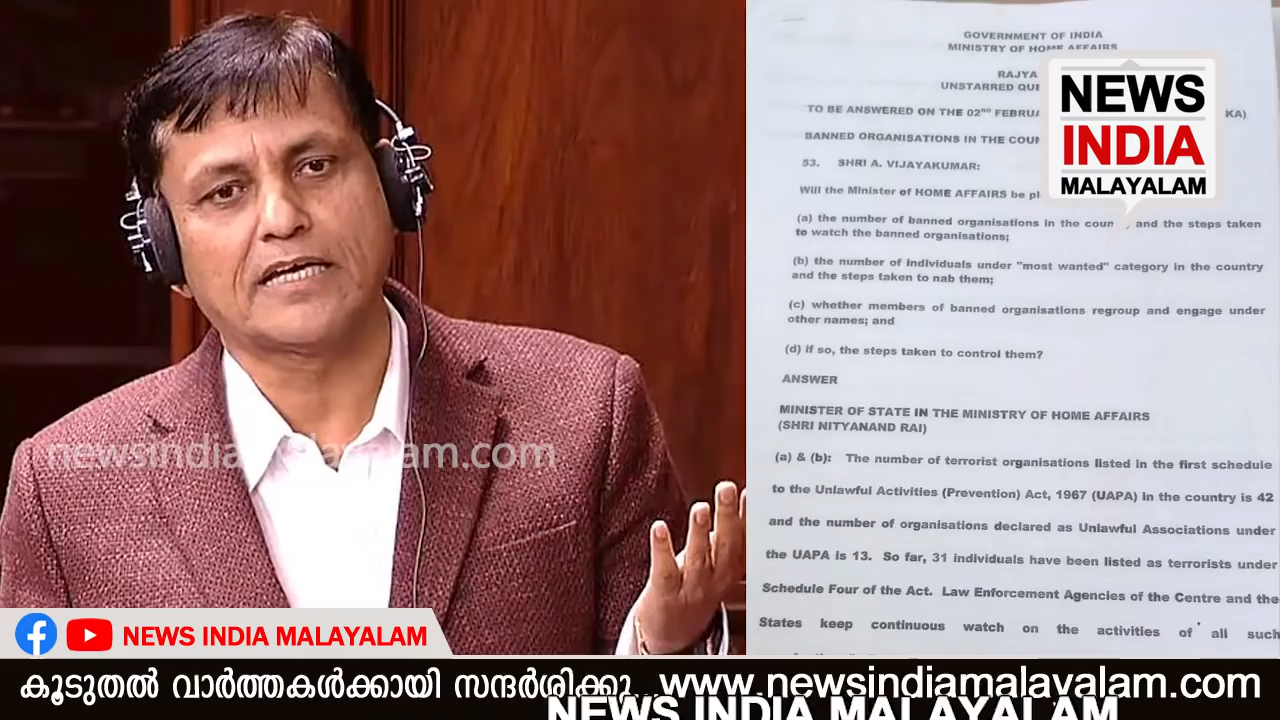 GOVERNMENT OF INDIA
MINISTRY OF HOME AFFAIRS
RAJYA
UNSTARRED
TO BE ANSWERED ON THE 02ND
KA)
BANNED ORGANISATIONS IN THE
53. SHRI A. VIJAYAKUMAR:
Will the Minister of HOME AFFAIRS be
(a) the number of banned organisations in the and the steps taken
to watch the banned organisations;
(b) the number of individuals under "most wanted" category in the country
and the steps taken to nab them;
(c) whether members of banned organisations regroup and engage under
other names; and
(d) if so, the steps taken to control them?
ANSWER
MINISTER OF STATE IN THE MINISTRY OF HOME AFFAIRS
(SHRI NITYANAND RAI)
(a) & (b): The number of terrorist organisations listed in the first schedule
to the Unlawful Activities (Prevention) Act, 1967 (UAPA) in the country is 42
and the number of organisations declared as Unlawful Associations under
the UAPA is 13. So far, 31 individuals have been listed as terrorists under
Schedule Four of the Act. Law Enforcement Agencies of the Centre and the
States keep continuous watch on the activities of all such
NEWS
INDIA
MALAYALAM
newsindiamalayalam.com
NEWS INDIA MALAYALAM
കൂടുതൽ വാർത്തകൾക്കായി സന്ദർശിക്കു... www.newsindiamalayalam.com
NEWS INDIA MALAYALAM